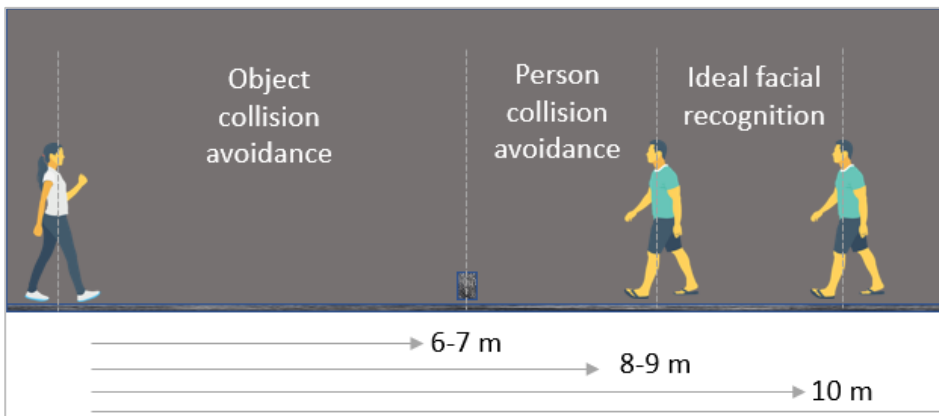 Object
collision
avoidance
Person
collision
avoidance
Ideal facial
recognition
6-7 m
8-9 m
10 m